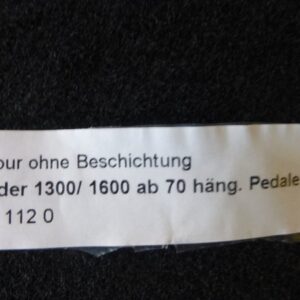 our ohne Beschichtung
der 1300/ 1600 ab 70 häng. Pedale
112 0